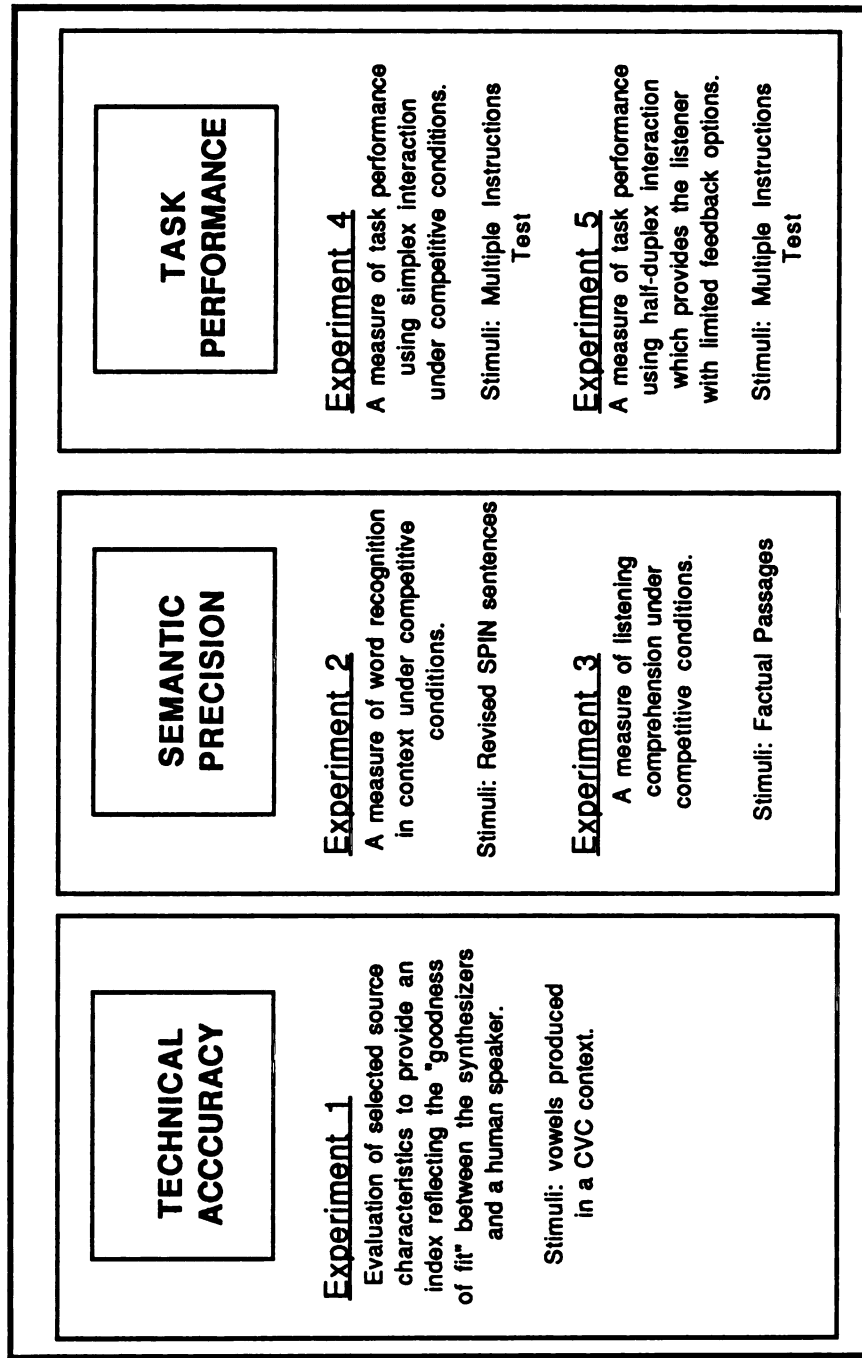 TECHNICAL
ACCCURACY
Experiment 1
Evaluation of selected source
characteristics to provide an
index reflecting the "goodness
of fit" between the synthesizers
and a human speaker.
Stimuli: vowels produced
in a CVC context.
SEMANTIC
PRECISION
Experiment 2
A measure of word recognition
in context under competitive
conditions.
Stimuli: Revised SPIN sentences
Experiment 3
A measure of listening
comprehension under
competitive conditions.
Stimuli: Factual Passages
TASK
PERFORMANCE
Experiment 4
A measure of task performance
using simplex interaction
under competitive conditions.
Stimuli: Multiple Instructions
Test
Experiment 5
A measure of task performance
using half-duplex interaction
which provides the listener
with limited feedback options.
Stimuli: Multiple Instructions
Test